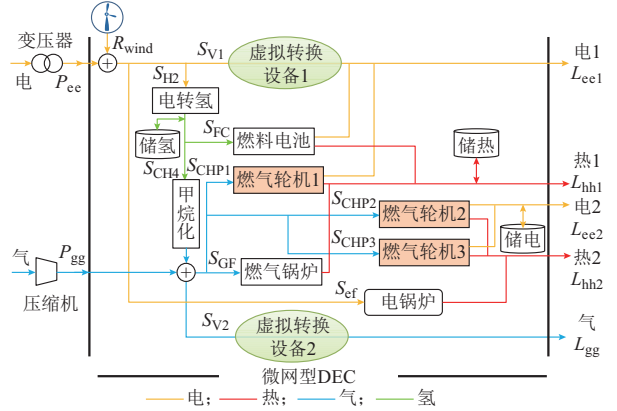 变压器
电
P_ee
R_wind
S_V1
虚拟转换
设备1
电1
L_ee1
S_H2
电转氢
储氢
S_FC
燃料电池
储热
S_CH4
S_CHP1
燃气轮机1
热1
L_hh1
甲烷化
S_CHP2
燃气轮机2
电2
L_ee2
储电
S_CHP3
燃气轮机3
气
P_gg
压缩机
S_GF
燃气锅炉
热2
L_hh2
S_ef
电锅炉
S_V2
虚拟转换
设备2
气
L_gg
微网型DEC
电; 热; 气; 氢